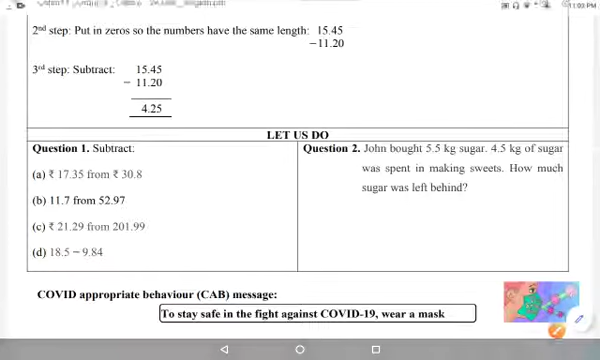 11:03 PM
2nd step: Put in zeros so the numbers have the same length: 15.45
−11.20
3rd step: Subtract: 15.45
− 11.20
4.25
LET US DO
Question 1. Subtract:
(a) ₹ 17.35 from ₹ 30.8
(b) 11.7 from 52.97
(c) ₹ 21.29 from 201.99
(d) 18.5 − 9.84
Question 2. John bought 5.5 kg sugar. 4.5 kg of sugar
was spent in making sweets. How much
sugar was left behind?
COVID appropriate behaviour (CAB) message:
To stay safe in the fight against COVID-19, wear a mask